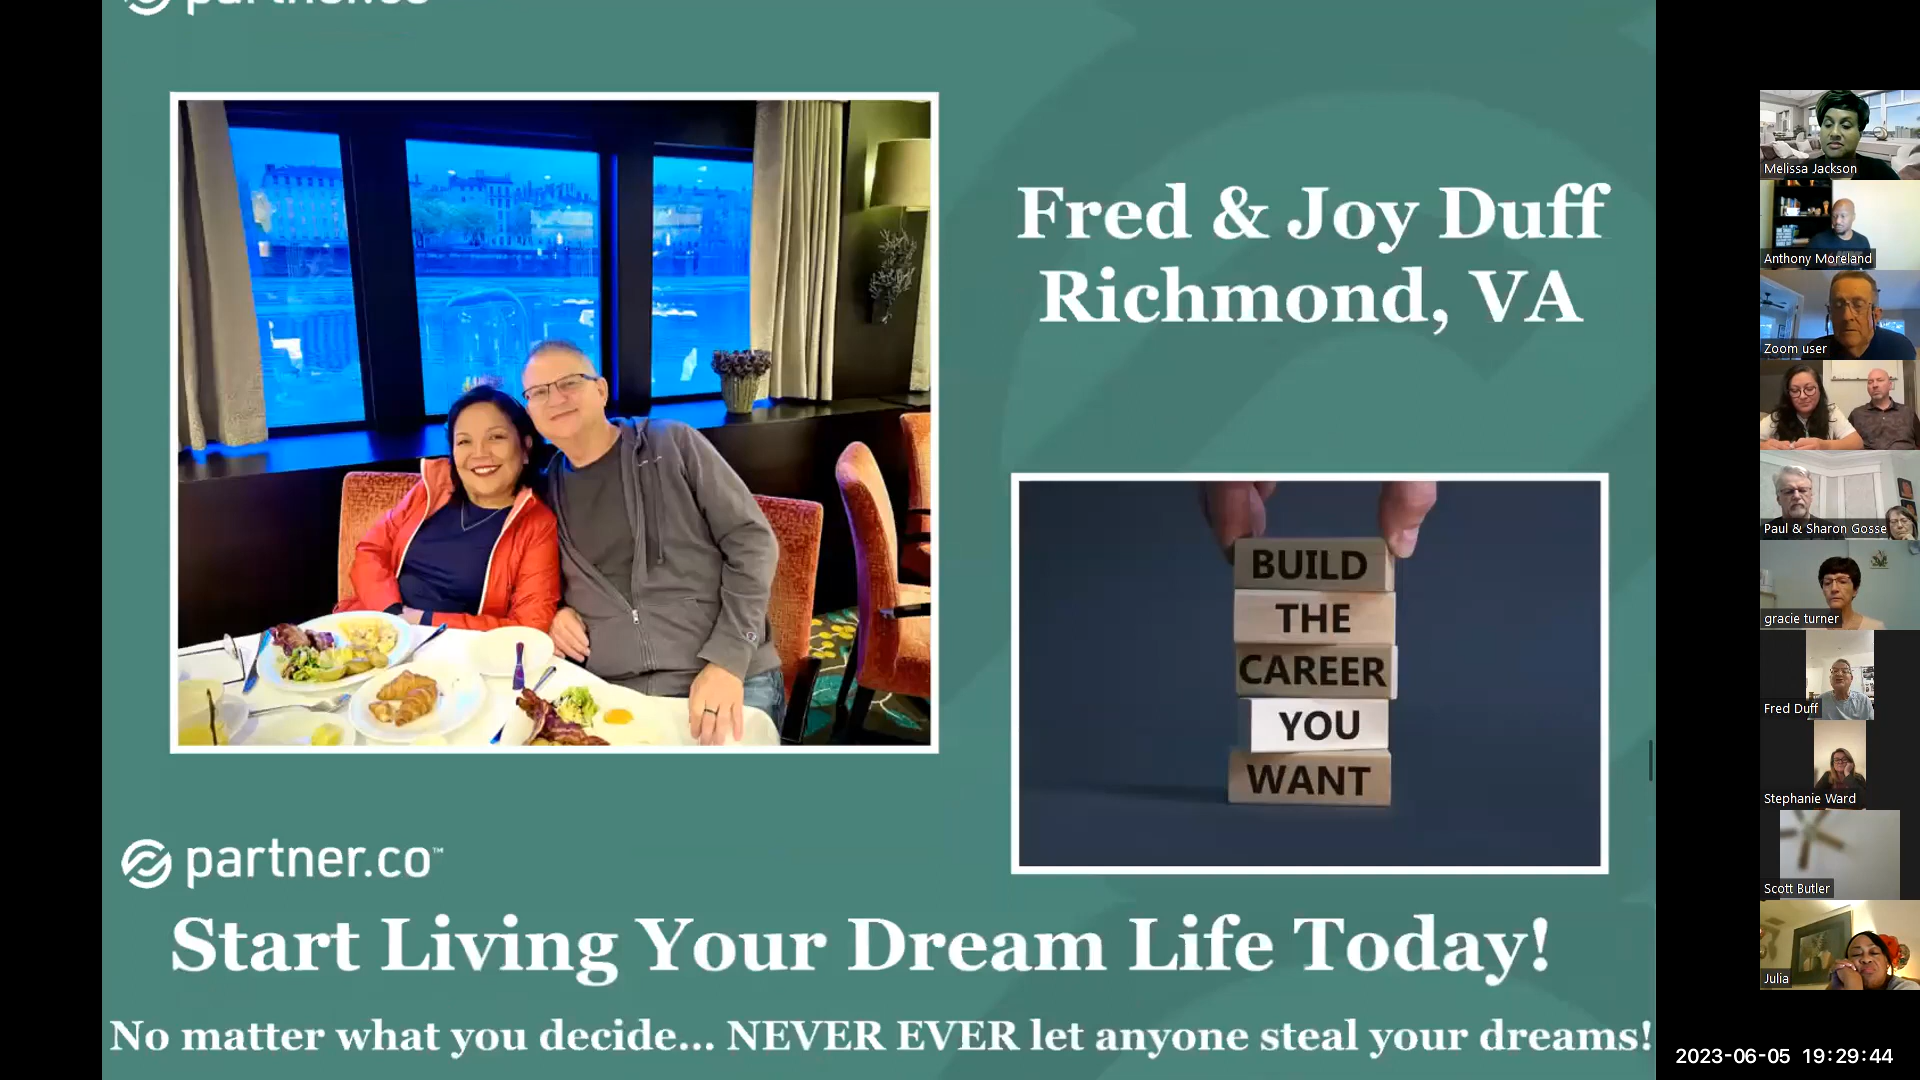 partner.co
Fred & Joy Duff
Richmond, VA
BUILD
THE
CAREER
YOU
WANT
partner.co™
Start Living Your Dream Life Today!
No matter what you decide... NEVER EVER let anyone steal your dreams!
Melissa Jackson
Anthony Moreland
Zoom user
Paul & Sharon Gosse
gracie turner
Fred Duff
Stephanie Ward
Scott Butler
Julia
2023-06-05 19:29:44